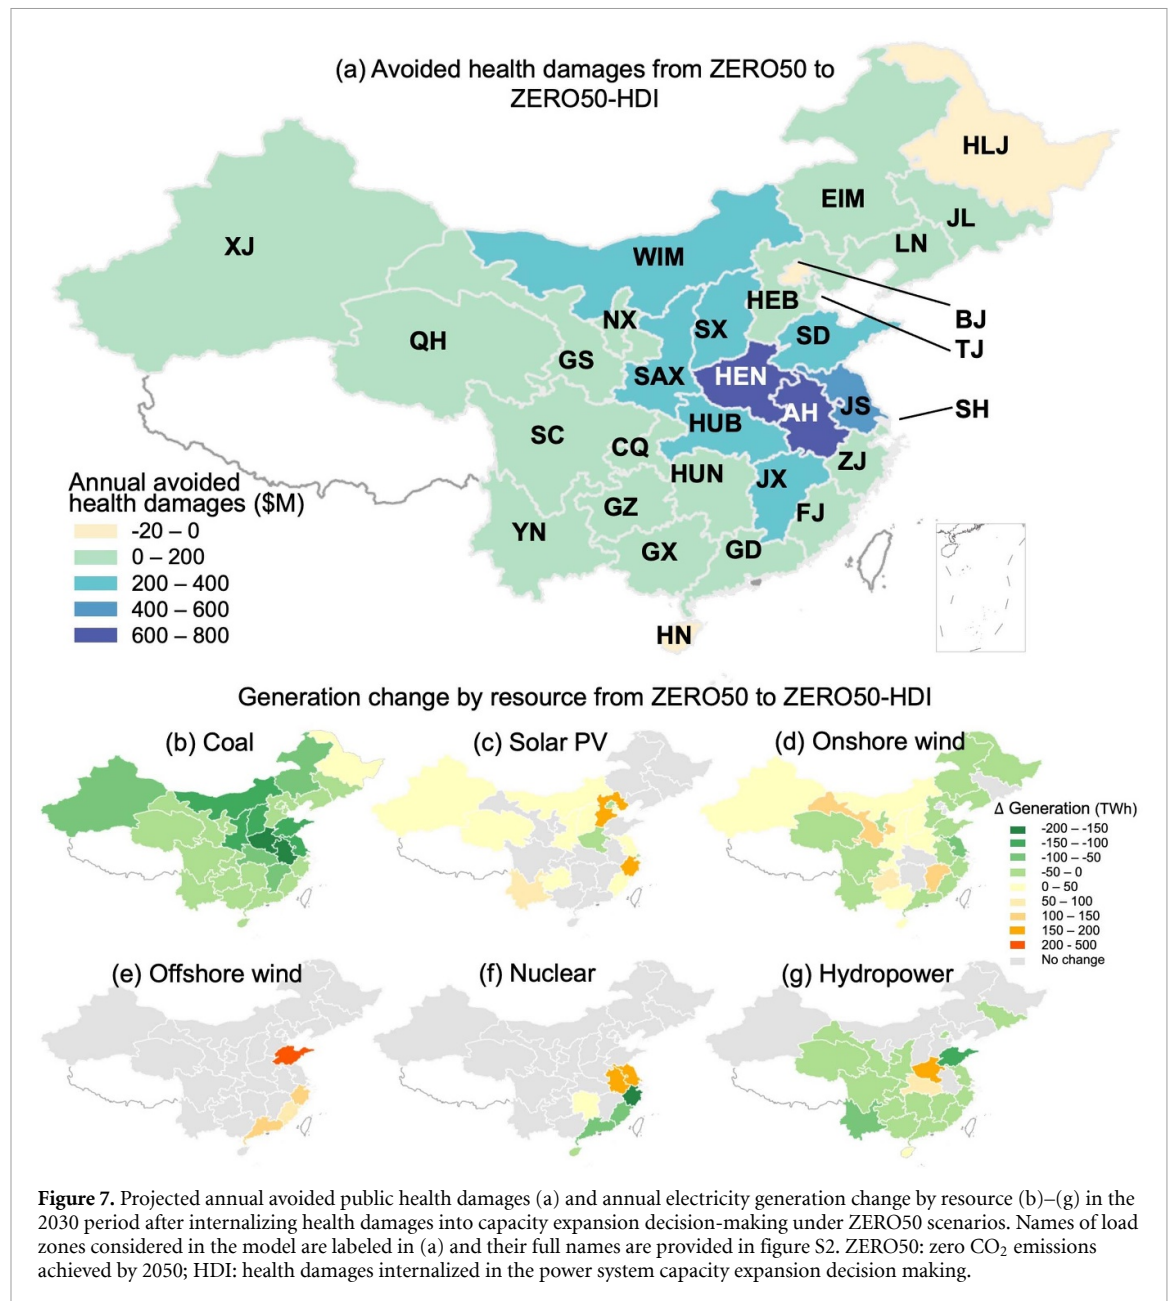 (a) Avoided health damages from ZERO50 to
ZERO50-HDI
HLJ
EIM
JL
LN
XJ
WIM
BJ
TJ
HEB
NX
SX
SD
QH
GS
SAX
HEN
AH
JS
SH
HUB
SC
CQ
ZJ
HUN
JX
GZ
FJ
YN
GX
GD
HN
Annual avoided
health damages ($M)
-20 – 0
0 – 200
200 – 400
400 – 600
600 – 800
Generation change by resource from ZERO50 to ZERO50-HDI
(b) Coal
(c) Solar PV
(d) Onshore wind
Δ Generation (TWh)
-200 – -150
-150 – -100
-100 – -50
-50 – 0
0 – 50
50 – 100
100 – 150
150 – 200
200 - 500
No change
(e) Offshore wind
(f) Nuclear
(g) Hydropower
Figure 7. Projected annual avoided public health damages (a) and annual electricity generation change by resource (b)–(g) in the
2030 period after internalizing health damages into capacity expansion decision-making under ZERO50 scenarios. Names of load
zones considered in the model are labeled in (a) and their full names are provided in figure S2. ZERO50: zero CO₂ emissions
achieved by 2050; HDI: health damages internalized in the power system capacity expansion decision making.